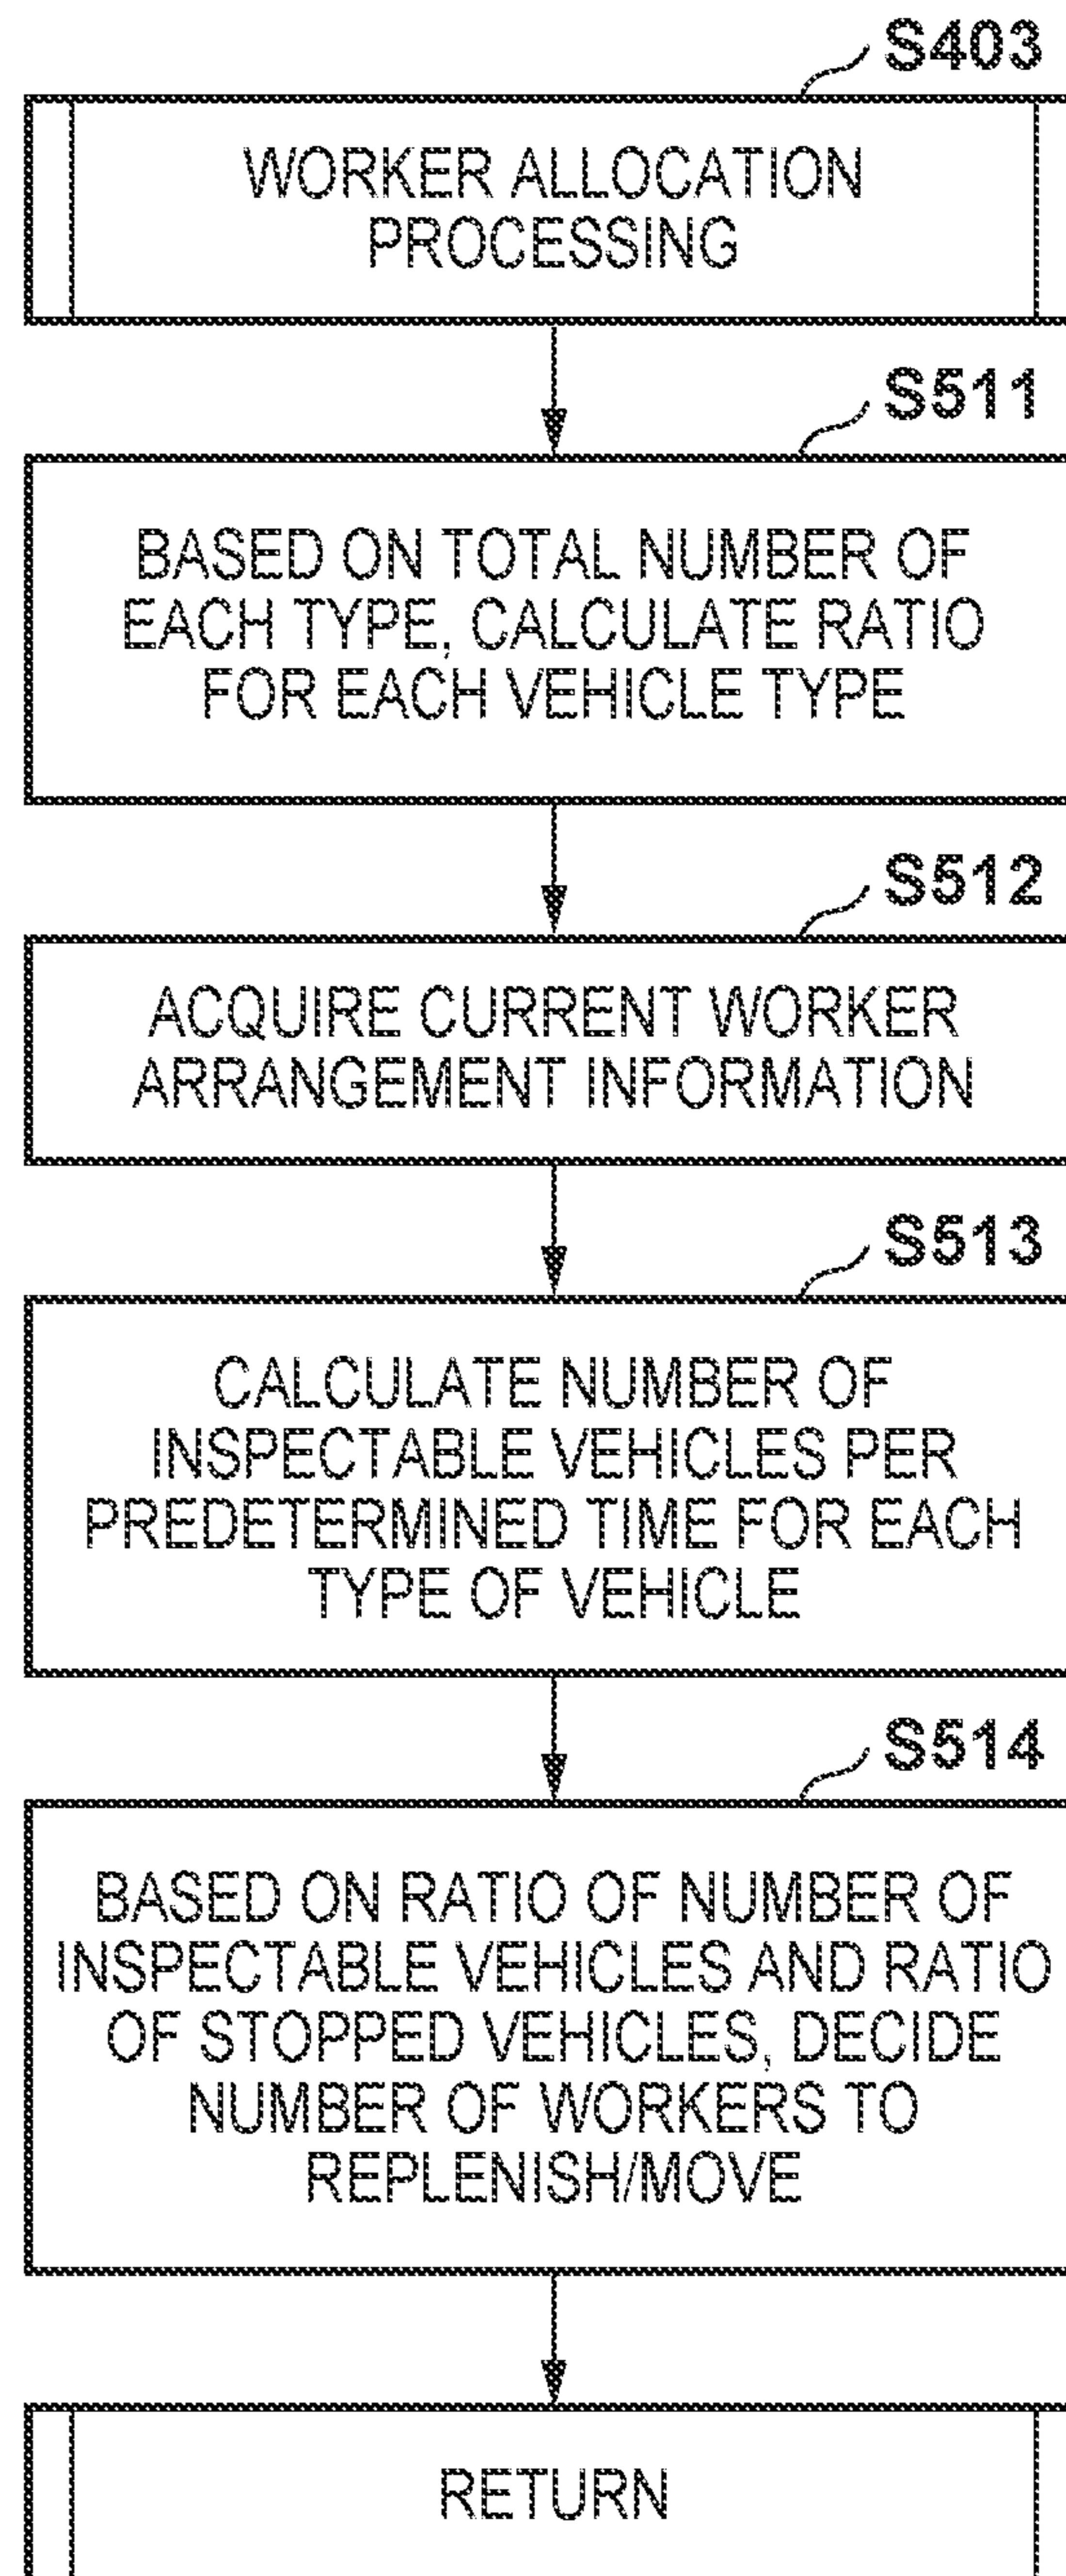 S403
WORKER ALLOCATION
PROCESSING
S511
BASED ON TOTAL NUMBER OF
EACH TYPE, CALCULATE RATIO
FOR EACH VEHICLE TYPE
S512
ACQUIRE CURRENT WORKER
ARRANGEMENT INFORMATION
S513
CALCULATE NUMBER OF
INSPECTABLE VEHICLES PER
PREDETERMINED TIME FOR EACH
TYPE OF VEHICLE
S514
BASED ON RATIO OF NUMBER OF
INSPECTABLE VEHICLES AND RATIO
OF STOPPED VEHICLES, DECIDE
NUMBER OF WORKERS TO
REPLENISH/MOVE
RETURN